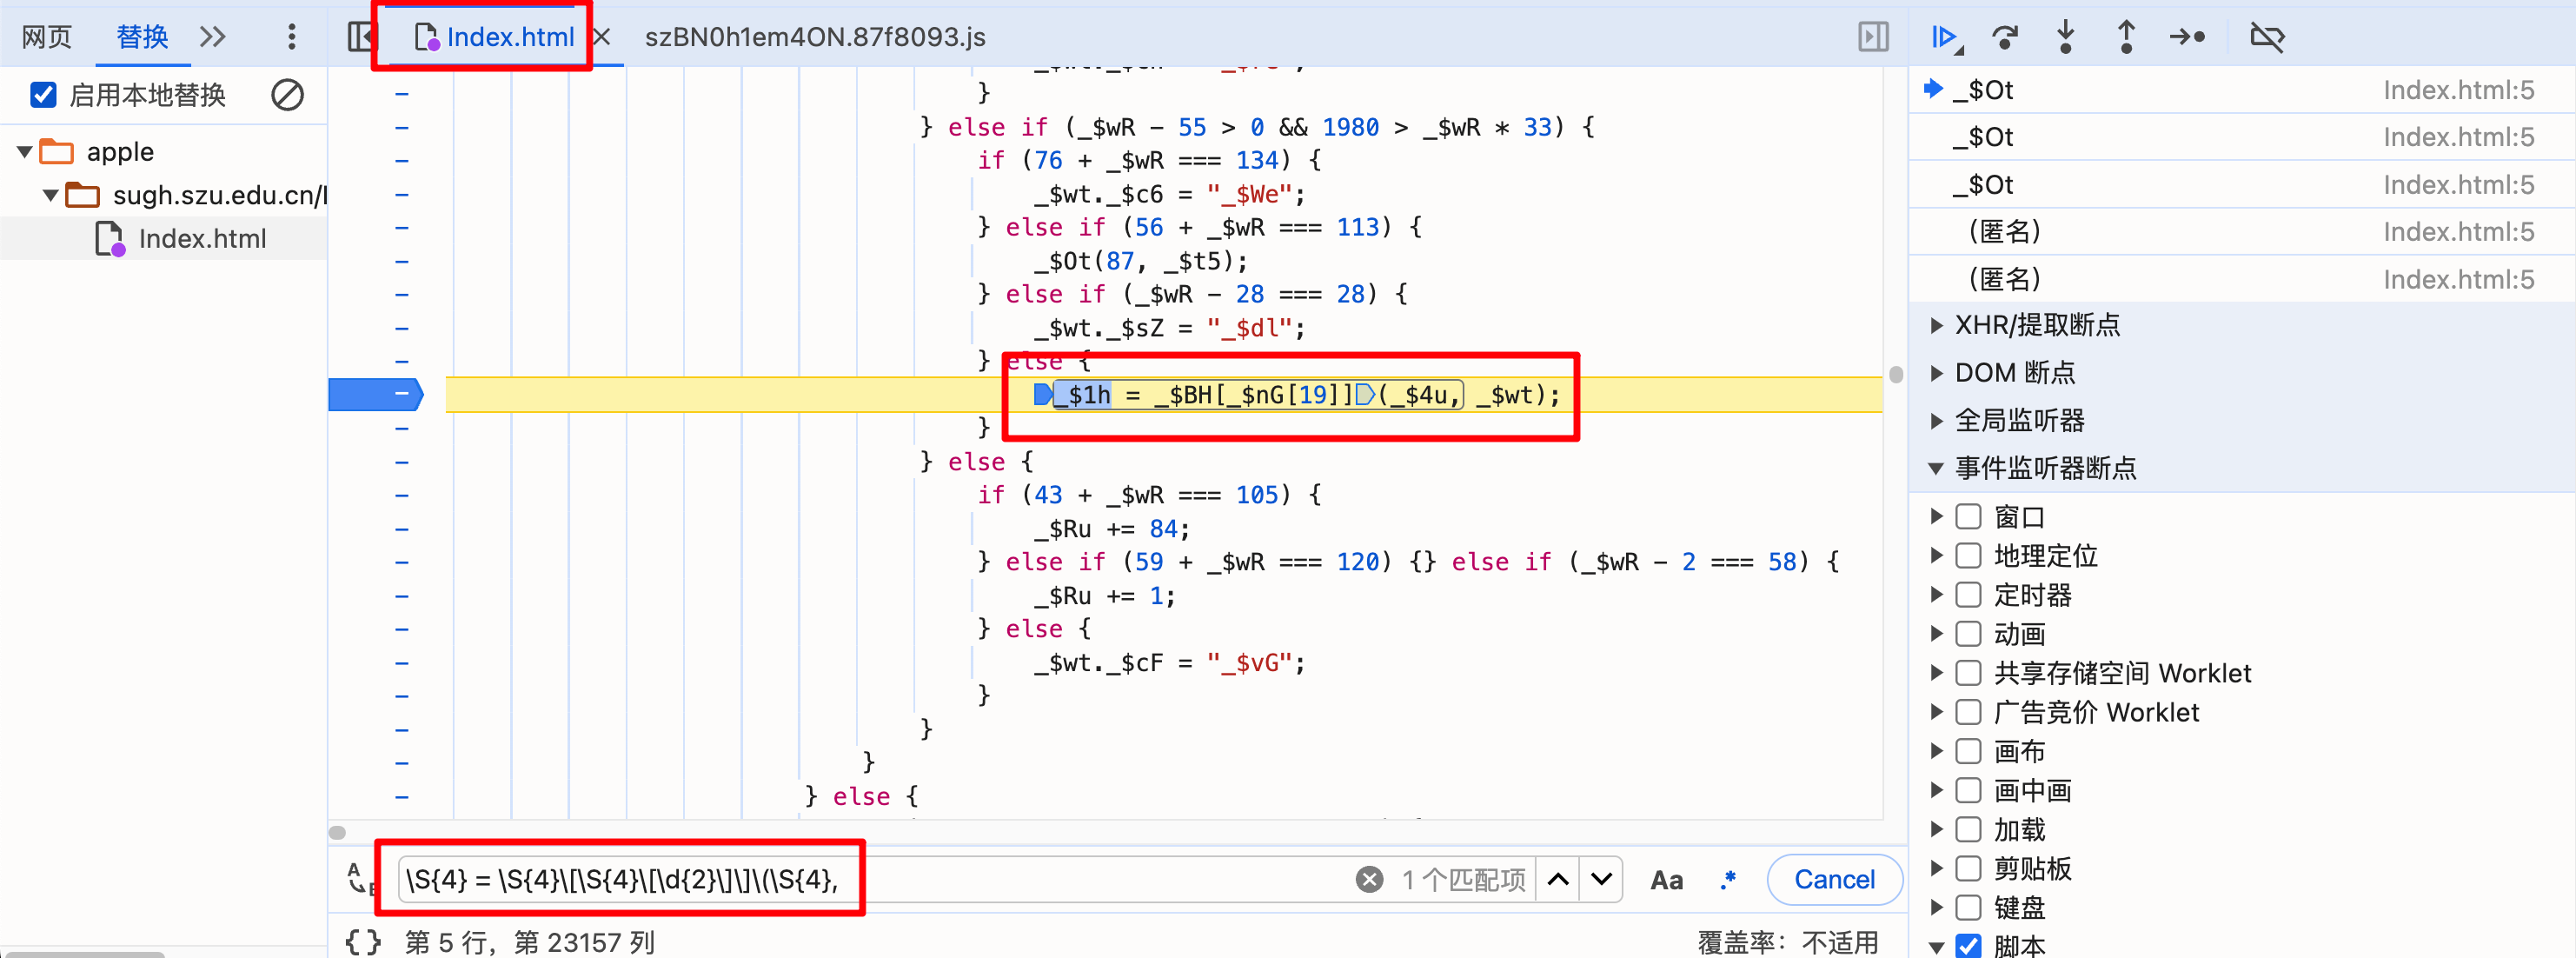 网页
替换
启用本地替换
apple
sugh.szu.edu.cn/I
Index.html
Index.html
szBN0h1em4ON.87f8093.js
}
} else if (_$wR - 55 > 0 && 1980 > _$wR * 33) {
if (76 + _$wR === 134) {
_$wt._$c6 = "_$We";
} else if (56 + _$wR === 113) {
_$Ot(87, _$t5);
} else if (_$wR - 28 === 28) {
_$wt._$sZ = "_$dl";
} else {
_$1h = _$BH[_$nG[19]](_$4u, _$wt);
}
} else {
if (43 + _$wR === 105) {
_$Ru += 84;
} else if (59 + _$wR === 120) {} else if (_$wR - 2 === 58) {
_$Ru += 1;
} else {
_$wt._$cF = "_$vG";
}
}
}
} else {
\S{4} = \S{4}\[\S{4}\[\d{2}\]\]\(\S{4},
1 个匹配项
Aa
.*
Cancel
{} 第 5 行，第 23157 列
覆盖率：不适用
_$Ot Index.html:5
_$Ot Index.html:5
_$Ot Index.html:5
(匿名) Index.html:5
(匿名) Index.html:5
XHR/提取断点
DOM 断点
全局监听器
事件监听器断点
窗口
地理定位
定时器
动画
共享存储空间 Worklet
广告竞价 Worklet
画布
画中画
加载
剪贴板
键盘
脚本